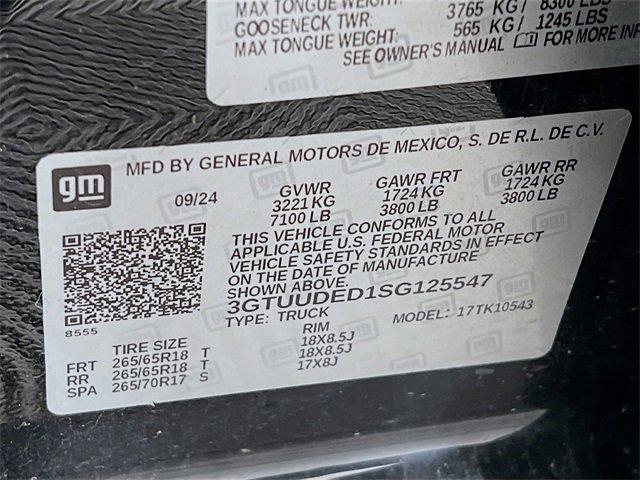 MAX TONGUE WEIGHT: 3765 KG / 8300 LBS
GOOSENECK TWR: 565 KG / 1245 LBS
MAX TONGUE WEIGHT:
SEE OWNER'S MANUAL FOR MORE INF
gm
MFD BY GENERAL MOTORS DE MEXICO, S. DE R.L. DE C.V.
09/24 GVWR GAWR FRT GAWR RR
3221 KG 1724 KG 1724 KG
7100 LB 3800 LB 3800 LB
THIS VEHICLE CONFORMS TO ALL
APPLICABLE U.S. FEDERAL MOTOR
VEHICLE SAFETY STANDARDS IN EFFECT
ON THE DATE OF MANUFACTURE
SHOWN ABOVE.
3GTUUDED1SG125547
8555
TYPE: TRUCK MODEL: 17TK10543
TIRE SIZE RIM
FRT 265/65R18 T 18X8.5J
RR 265/65R18 T 18X8.5J
SPA 265/70R17 S 17X8J